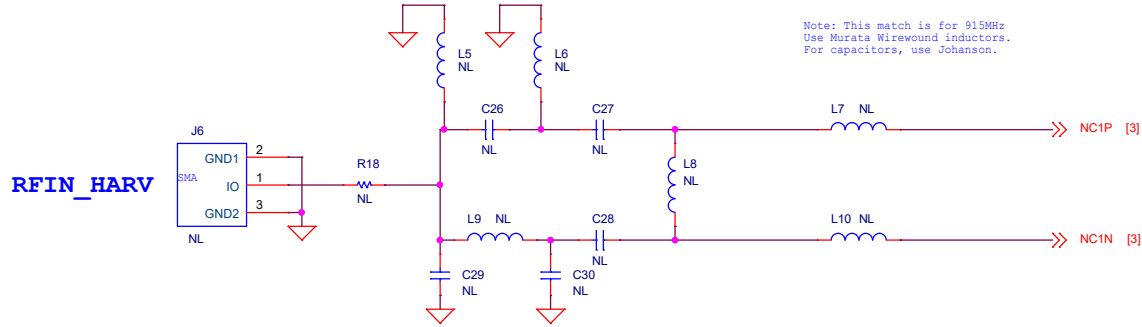 Note: This match is for 915MHz
Use Murata Wirewound inductors.
For capacitors, use Johanson.
L5
NL
L6
NL
C26
NL
C27
NL
L7 NL
NC1P [3]
J6
GND1
2
SMA
IO
1
GND2
3
NL
RFIN_HARV
R18
NL
L8
NL
L9 NL
C28
NL
L10 NL
NC1N [3]
C29
NL
C30
NL